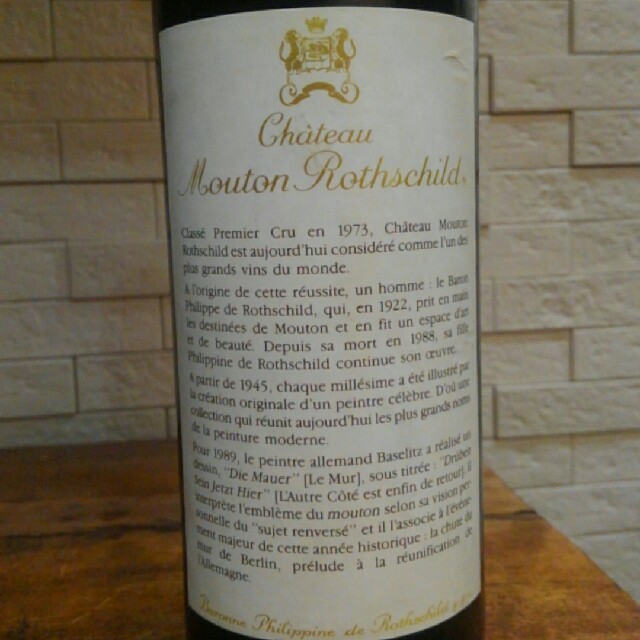 Château
Mouton Rothschild
Classé Premier Cru en 1973, Château Mouton
Rothschild est aujourd'hui considéré comme l'un des
plus grands vins du monde.
A l'origine de cette réussite, un homme : le Baron
Philippe de Rothschild, qui, en 1922, prit en mains
les destinées de Mouton et en fit un espace d'art
et de beauté. Depuis sa mort en 1988, sa fille
Philippine de Rothschild continue son œuvre.
A partir de 1945, chaque millésime a été illustré par
la création originale d'un peintre célèbre. D'où une
collection qui réunit aujourd'hui les plus grands noms
de la peinture moderne.
Pour 1989, le peintre allemand Baselitz a réalisé un
dessin, "Die Mauer" [Le Mur], sous titrée : "Drüben
sein Jetzt Hier" [L'Autre Côté est enfin de retour]. Il
interprète l'emblème du mouton selon sa vision per-
sonnelle du "sujet renversé" et il l'associe à l'évène-
ment majeur de cette année historique : la chute du
mur de Berlin, prélude à la réunification de
l'Allemagne.
Baronne Philippine de Rothschild